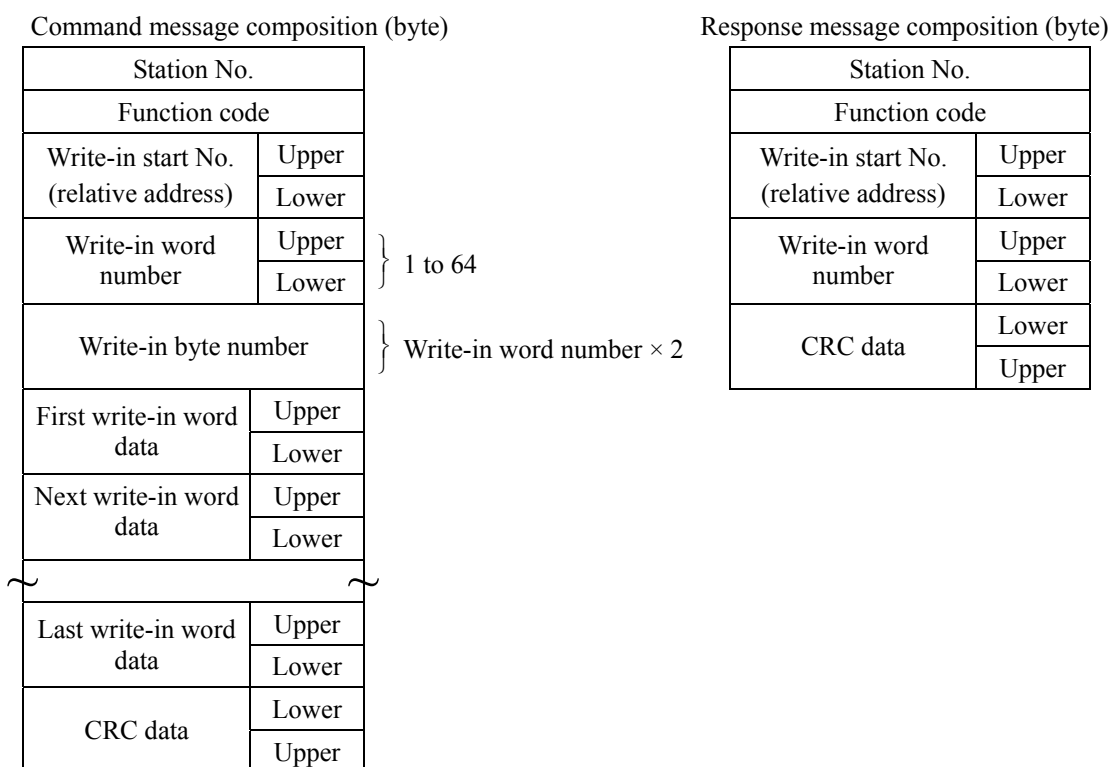 Command message composition (byte)
Station No.
Function code
Write-in start No.
(relative address)
Upper
Lower
Write-in word
number
Upper
Lower
1 to 64
Write-in byte number
Write-in word number × 2
First write-in word
data
Upper
Lower
Next write-in word
data
Upper
Lower
Last write-in word
data
Upper
Lower
CRC data
Lower
Upper
Response message composition (byte)
Station No.
Function code
Write-in start No.
(relative address)
Upper
Lower
Write-in word
number
Upper
Lower
CRC data
Lower
Upper